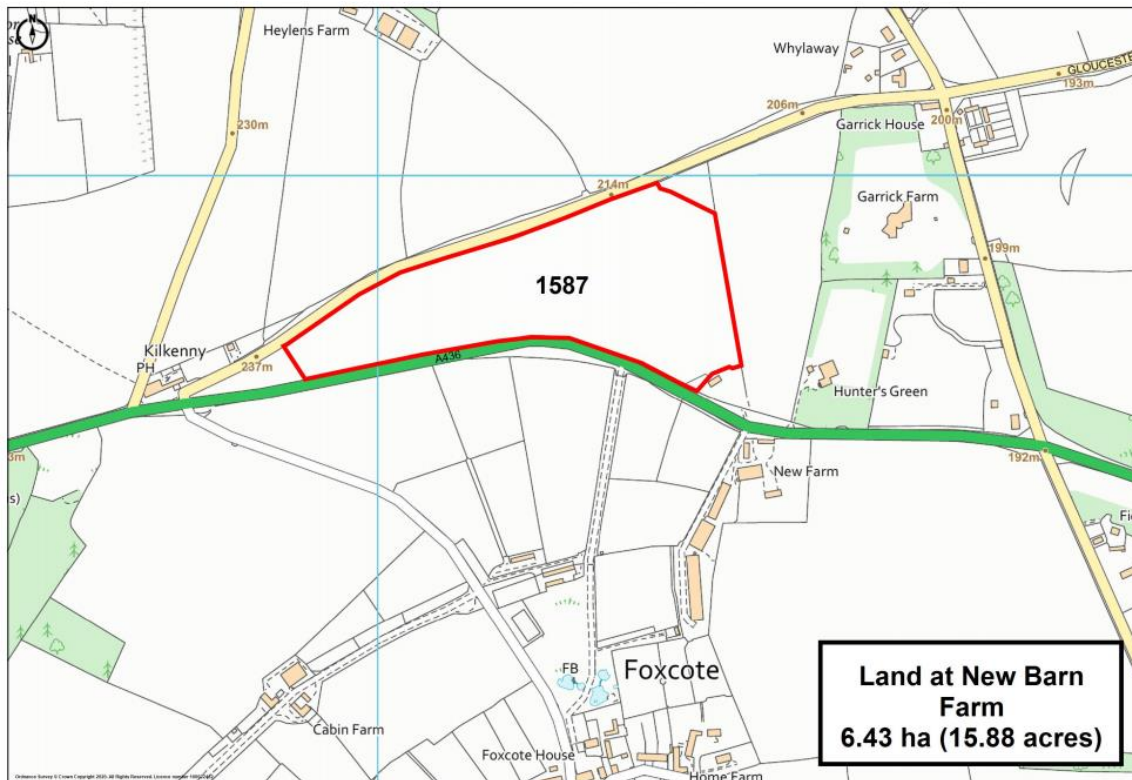 N
Heylens Farm
Whylaway
GLOUCESTE
193m
206m
230m
Garrick House
200m
214m
Garrick Farm
199m
1587
Kilkenny
PH
237m
A436
Hunter's Green
3m
192m
New Farm
s)
Fi
Foxcote
FB
Cabin Farm
Foxcote House
Home Farm
Land at New Barn
Farm
6.43 ha (15.88 acres)